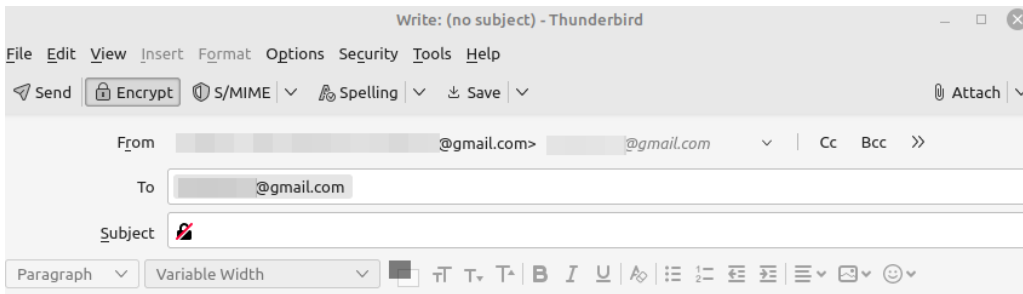 Write: (no subject) - Thunderbird
File Edit View Insert Format Options Security Tools Help
Send Encrypt S/MIME Spelling Save Attach
From @gmail.com> @gmail.com Cc Bcc
To @gmail.com
Subject
Paragraph Variable Width